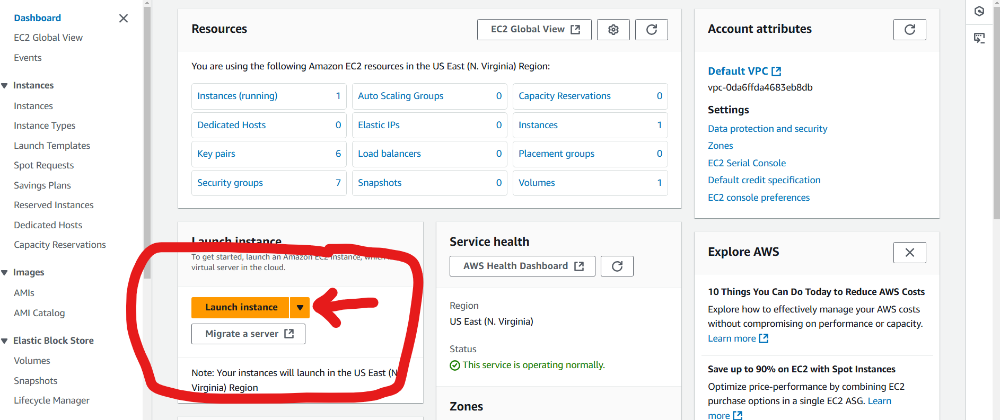 Dashboard
EC2 Global View
Events
Instances
Instances
Instance Types
Launch Templates
Spot Requests
Savings Plans
Reserved Instances
Dedicated Hosts
Capacity Reservations
Images
AMIs
AMI Catalog
Elastic Block Store
Volumes
Snapshots
Lifecycle Manager
Resources
EC2 Global View
You are using the following Amazon EC2 resources in the US East (N. Virginia) Region:
Instances (running) 1
Auto Scaling Groups 0
Capacity Reservations 0
Dedicated Hosts 0
Elastic IPs 0
Instances 1
Key pairs 6
Load balancers 0
Placement groups 0
Security groups 7
Snapshots 0
Volumes 1
Launch instance
To get started, launch an Amazon EC2 instance, which
virtual server in the cloud.
Launch instance
Migrate a server
Note: Your instances will launch in the US East (N.
Virginia) Region
Service health
AWS Health Dashboard
Region
US East (N. Virginia)
Status
This service is operating normally.
Zones
Account attributes
Default VPC
vpc-0da6ffda4683eb8db
Settings
Data protection and security
Zones
EC2 Serial Console
Default credit specification
EC2 console preferences
Explore AWS
10 Things You Can Do Today to Reduce AWS Costs
Explore how to effectively manage your AWS costs
without compromising on performance or capacity.
Learn more
Save up to 90% on EC2 with Spot Instances
Optimize price-performance by combining EC2
purchase options in a single EC2 ASG. Learn
more